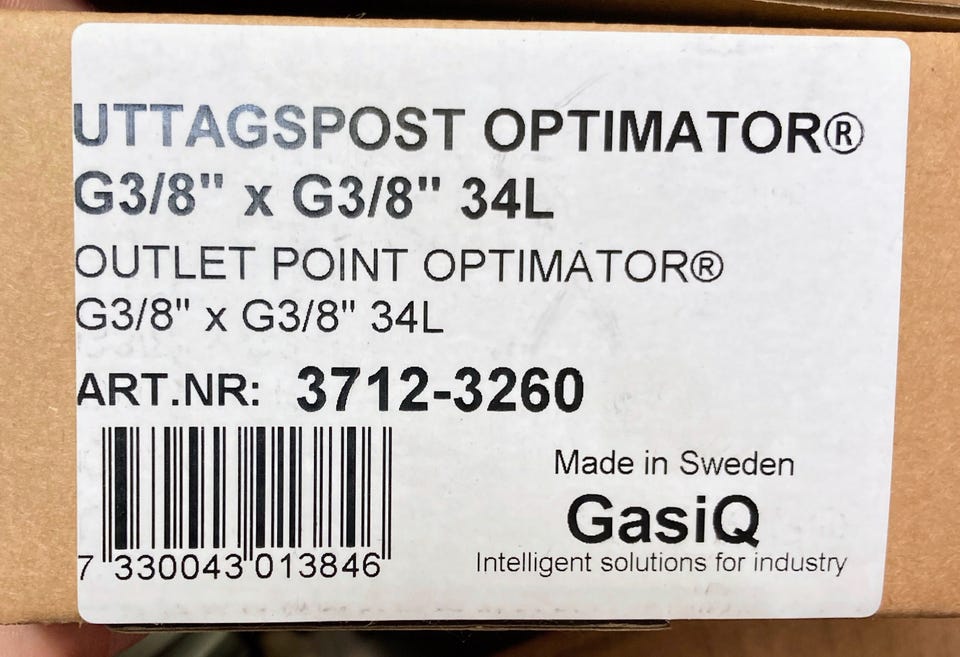 UTTAGSPOST OPTIMATOR®
G3/8" x G3/8" 34L
OUTLET POINT OPTIMATOR®
G3/8" x G3/8" 34L
ART.NR: 3712-3260
7 330043 013846
Made in Sweden
GasiQ
Intelligent solutions for industry